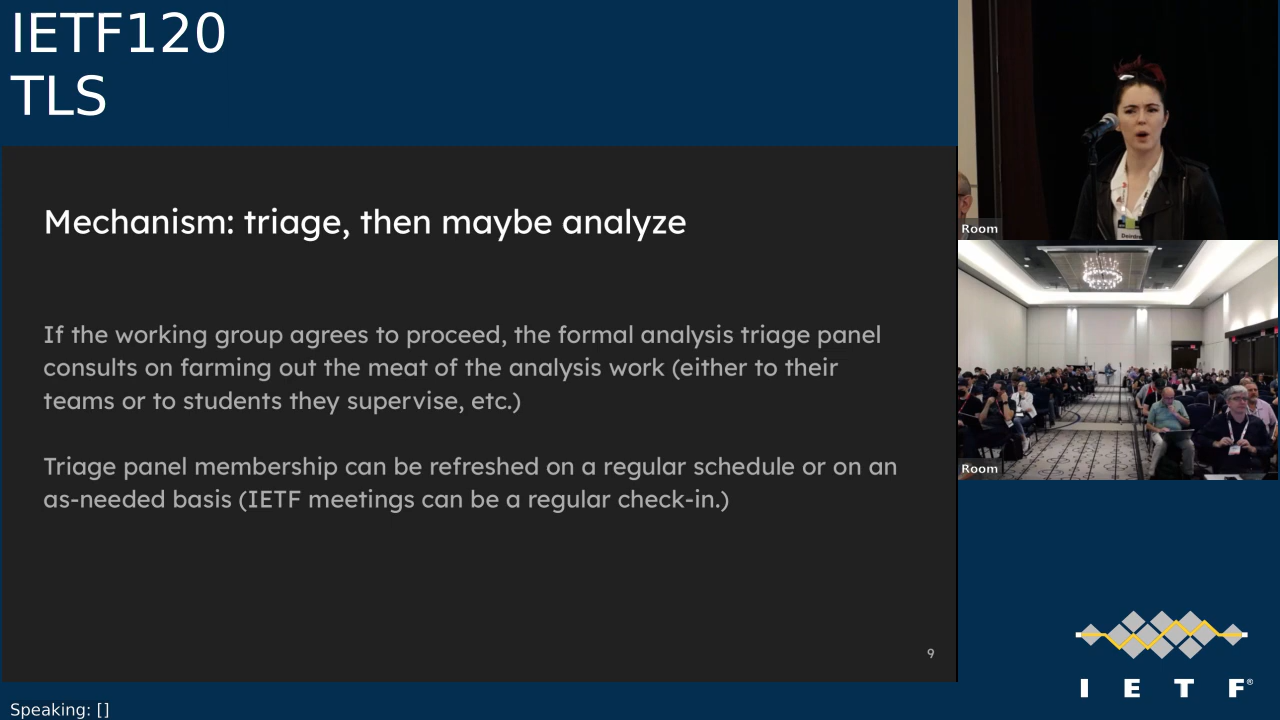 IETF120
TLS
Mechanism: triage, then maybe analyze
If the working group agrees to proceed, the formal analysis triage panel
consults on farming out the meat of the analysis work (either to their
teams or to students they supervise, etc.)
Triage panel membership can be refreshed on a regular schedule or on an
as-needed basis (IETF meetings can be a regular check-in.)
9
Room
Deirdre
Room
I E T F®
Speaking: []